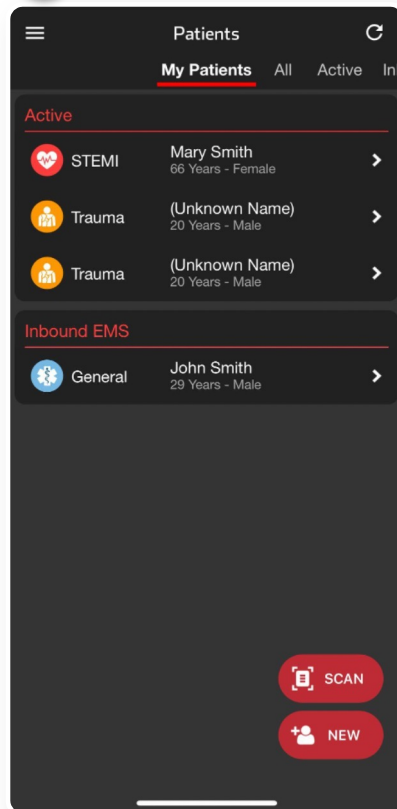 Patients
My Patients All Active In
Active
STEMI Mary Smith
66 Years - Female
Trauma (Unknown Name)
20 Years - Male
Trauma (Unknown Name)
20 Years - Male
Inbound EMS
General John Smith
29 Years - Male
SCAN
NEW